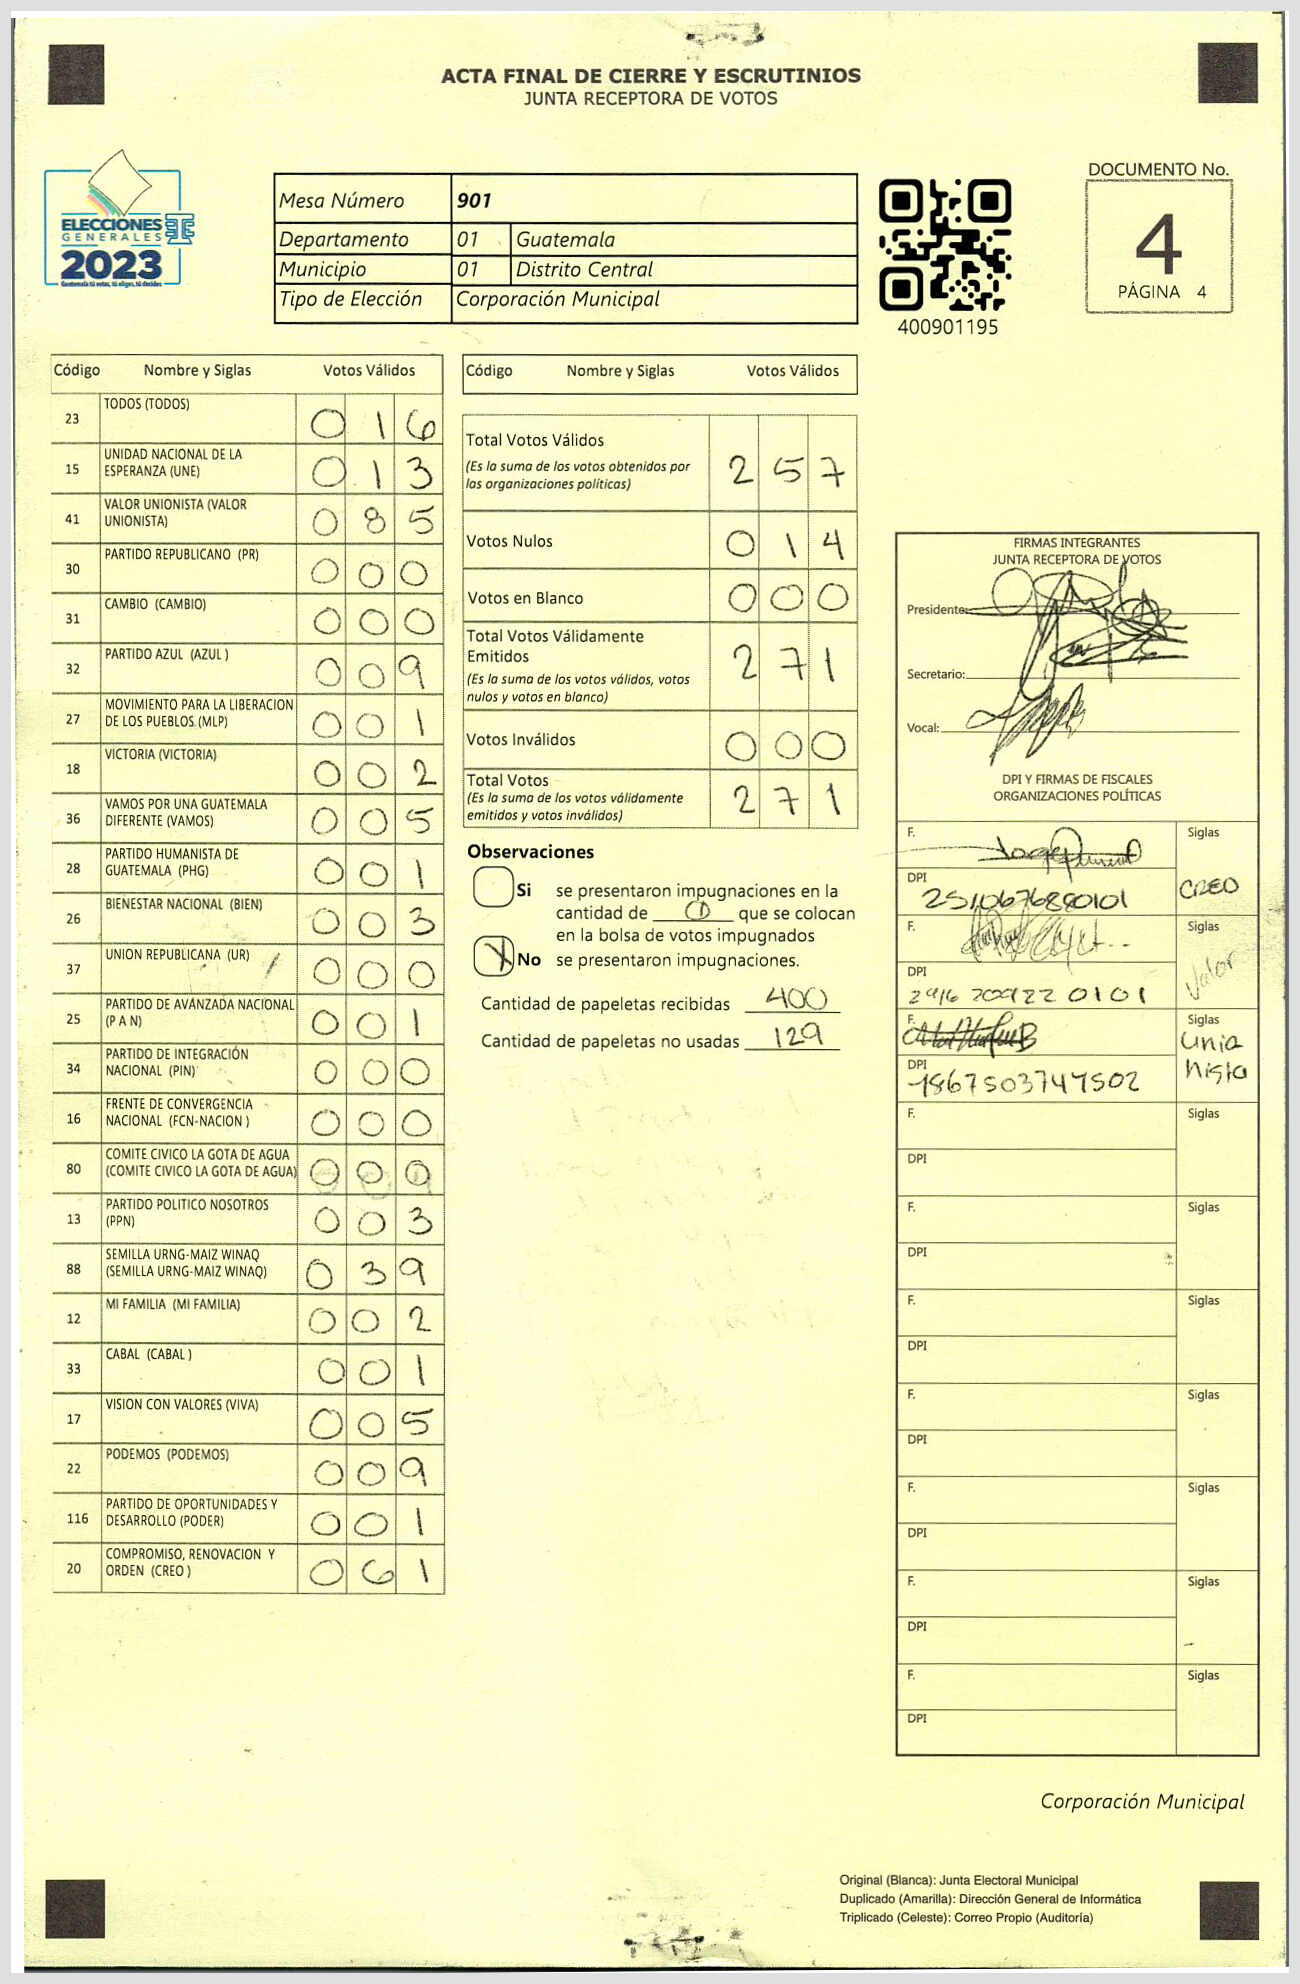 ACTA FINAL DE CIERRE Y ESCRUTINIOS
JUNTA RECEPTORA DE VOTOS
ELECCIONES
GENERALES
2023
Guatemala tú votas, tú eliges, tú decides
Mesa Número 901
Departamento 01 Guatemala
Municipio 01 Distrito Central
Tipo de Elección Corporación Municipal
400901195
DOCUMENTO No.
4
PÁGINA 4
Código Nombre y Siglas Votos Válidos
23 TODOS (TODOS) 0 1 6
15 UNIDAD NACIONAL DE LA
ESPERANZA (UNE) 0 1 3
41 VALOR UNIONISTA (VALOR
UNIONISTA) 0 8 5
30 PARTIDO REPUBLICANO (PR) 0 0 0
31 CAMBIO (CAMBIO) 0 0 0
32 PARTIDO AZUL (AZUL ) 0 0 9
27 MOVIMIENTO PARA LA LIBERACION
DE LOS PUEBLOS (MLP) 0 0 1
18 VICTORIA (VICTORIA) 0 0 2
36 VAMOS POR UNA GUATEMALA
DIFERENTE (VAMOS) 0 0 5
28 PARTIDO HUMANISTA DE
GUATEMALA (PHG) 0 0 1
26 BIENESTAR NACIONAL (BIEN) 0 0 3
37 UNION REPUBLICANA (UR) 0 0 0
25 PARTIDO DE AVANZADA NACIONAL
(P A N) 0 0 1
34 PARTIDO DE INTEGRACIÓN
NACIONAL (PIN) 0 0 0
16 FRENTE DE CONVERGENCIA
NACIONAL (FCN-NACION ) 0 0 0
80 COMITE CIVICO LA GOTA DE AGUA
(COMITE CIVICO LA GOTA DE AGUA) 0 0 0
13 PARTIDO POLITICO NOSOTROS
(PPN) 0 0 3
88 SEMILLA URNG-MAIZ WINAQ
(SEMILLA URNG-MAIZ WINAQ) 0 3 9
12 MI FAMILIA (MI FAMILIA) 0 0 2
33 CABAL (CABAL ) 0 0 1
17 VISION CON VALORES (VIVA) 0 0 5
22 PODEMOS (PODEMOS) 0 0 9
116 PARTIDO DE OPORTUNIDADES Y
DESARROLLO (PODER) 0 0 1
20 COMPROMISO, RENOVACION Y
ORDEN (CREO ) 0 6 1
Código Nombre y Siglas Votos Válidos
Total Votos Válidos
(Es la suma de los votos obtenidos por
las organizaciones políticas) 2 5 7
Votos Nulos 0 1 4
Votos en Blanco 0 0 0
Total Votos Válidamente
Emitidos 2 7 1
(Es la suma de los votos válidos, votos
nulos y votos en blanco)
Votos Inválidos 0 0 0
Total Votos
(Es la suma de los votos válidamente
emitidos y votos inválidos) 2 7 1
Observaciones
Si se presentaron impugnaciones en la
cantidad de 0 que se colocan
en la bolsa de votos impugnados
X No se presentaron impugnaciones.
Cantidad de papeletas recibidas 400
Cantidad de papeletas no usadas 129
FIRMAS INTEGRANTES
JUNTA RECEPTORA DE VOTOS
Presidente:
Secretario:
Vocal:
DPI Y FIRMAS DE FISCALES
ORGANIZACIONES POLÍTICAS
F. Siglas
CREO
DPI
2510676880101
F. Siglas
Valor
DPI
2916 209220101
F. Siglas
Unio
nista
DPI
1867503747502
F. Siglas
DPI
F. Siglas
DPI
F. Siglas
DPI
F. Siglas
DPI
F. Siglas
DPI
F. Siglas
DPI
F. Siglas
DPI
Corporación Municipal
Original (Blanca): Junta Electoral Municipal
Duplicado (Amarilla): Dirección General de Informática
Triplicado (Celeste): Correo Propio (Auditoría)